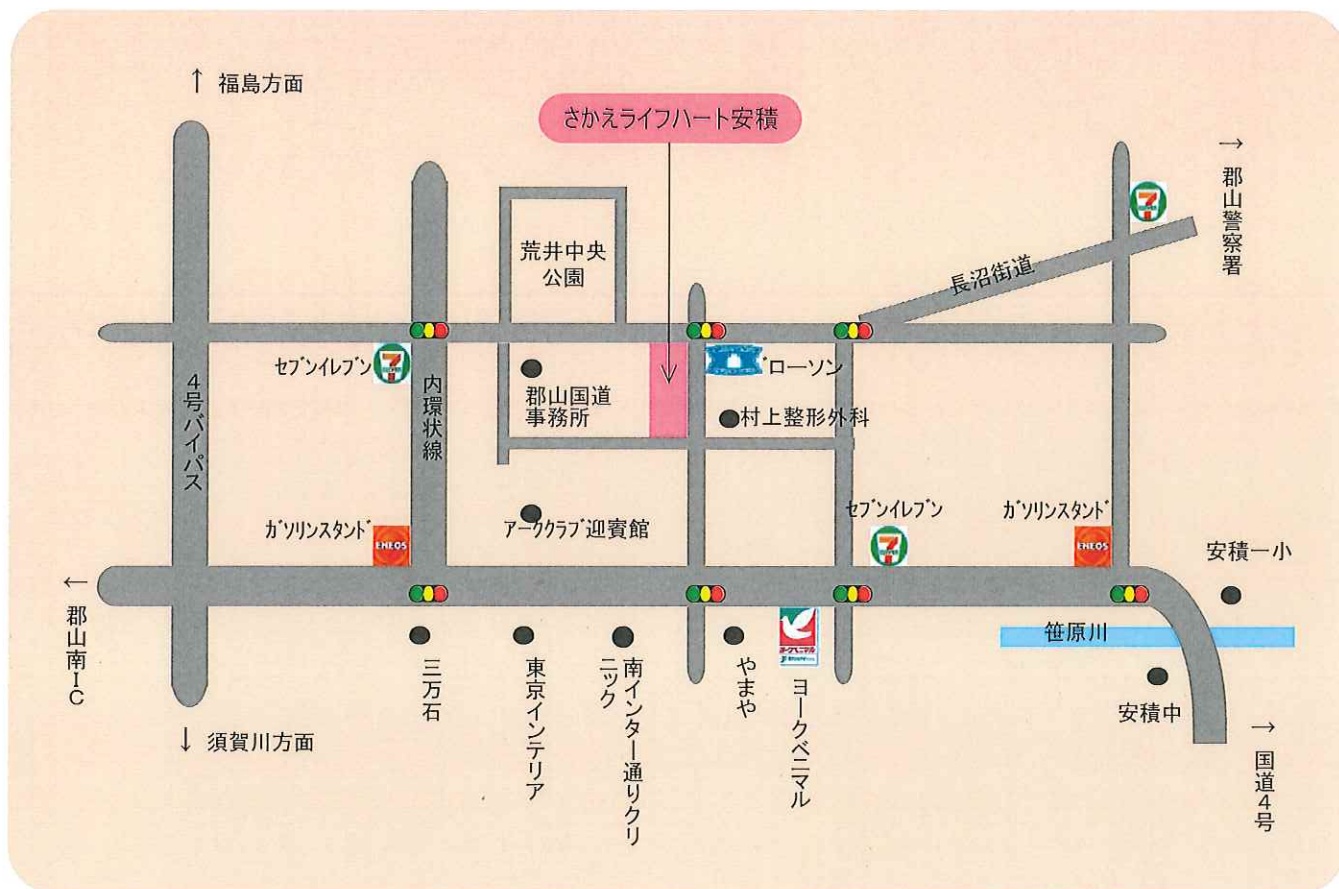 ↑ 福島方面
さかえライフハート安積
→
郡山警察署
荒井中央
公園
長沼街道
セブンイレブン
7
内環状線
4号バイパス
郡山国道
事務所
ローソン
村上整形外科
ガソリンスタンド
ENEOS
アーククラブ迎賓館
セブンイレブン
ガソリンスタンド
ENEOS
安積一小
←
郡山南IC
笹原川
三万石
東京インテリア
南インター通りクリ
ニック
やまや
ヨークベニマル
安積中
↓ 須賀川方面
→
国道4号